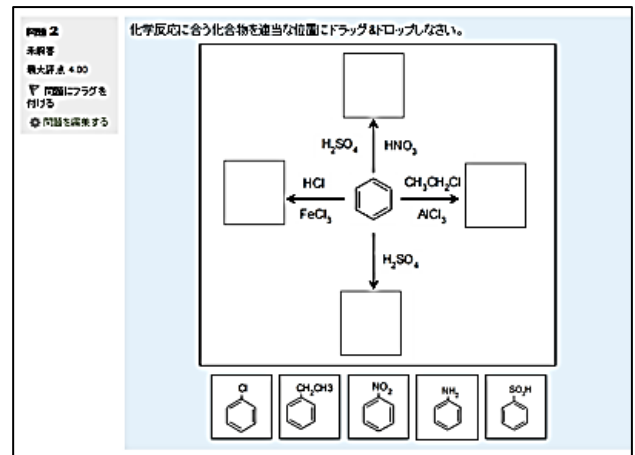 問題 2
未解答
最大評点 4.00
問題にフラグを
付ける
問題を編集する
化学反応に合う化合物を適当な位置にドラッグ&ドロップしなさい。
H₂SO₄ HNO₃
HCl
FeCl₃
CH₃CH₂Cl
AlCl₃
H₂SO₄
Cl
CH₂CH3
NO₂
NH₂
SO₃H